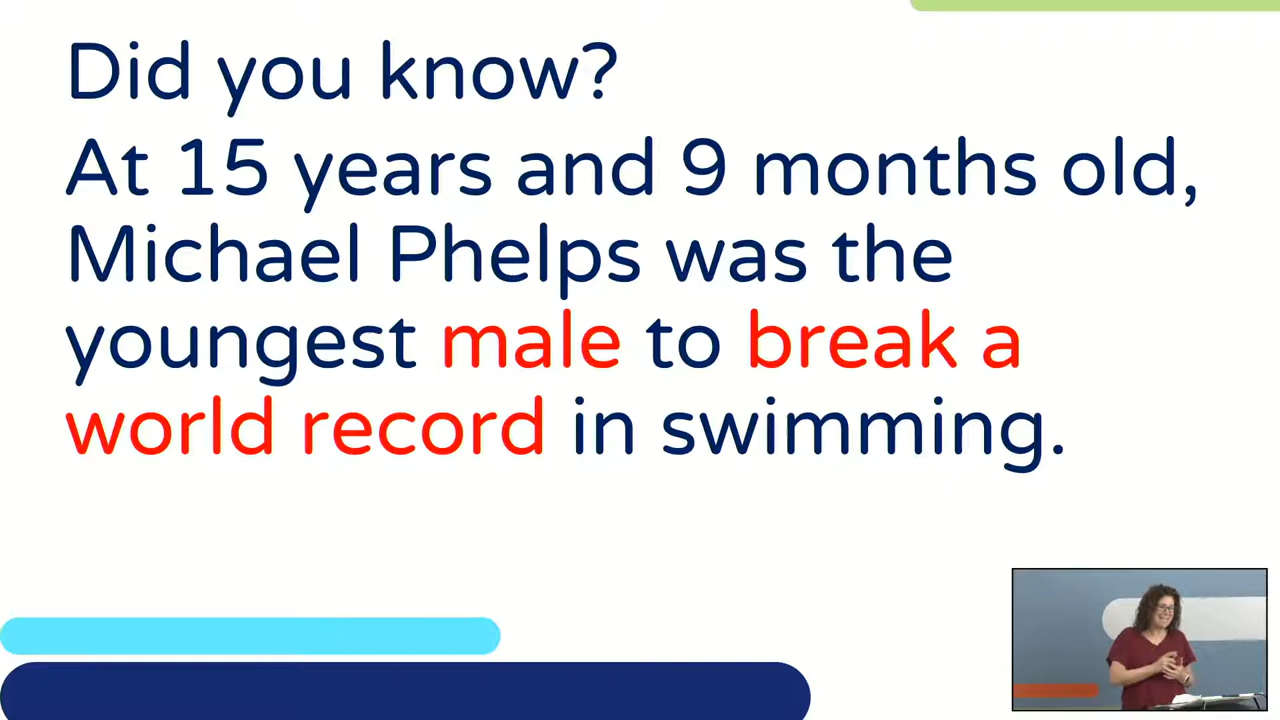 Did you know?
At 15 years and 9 months old,
Michael Phelps was the
youngest male to break a
world record in swimming.